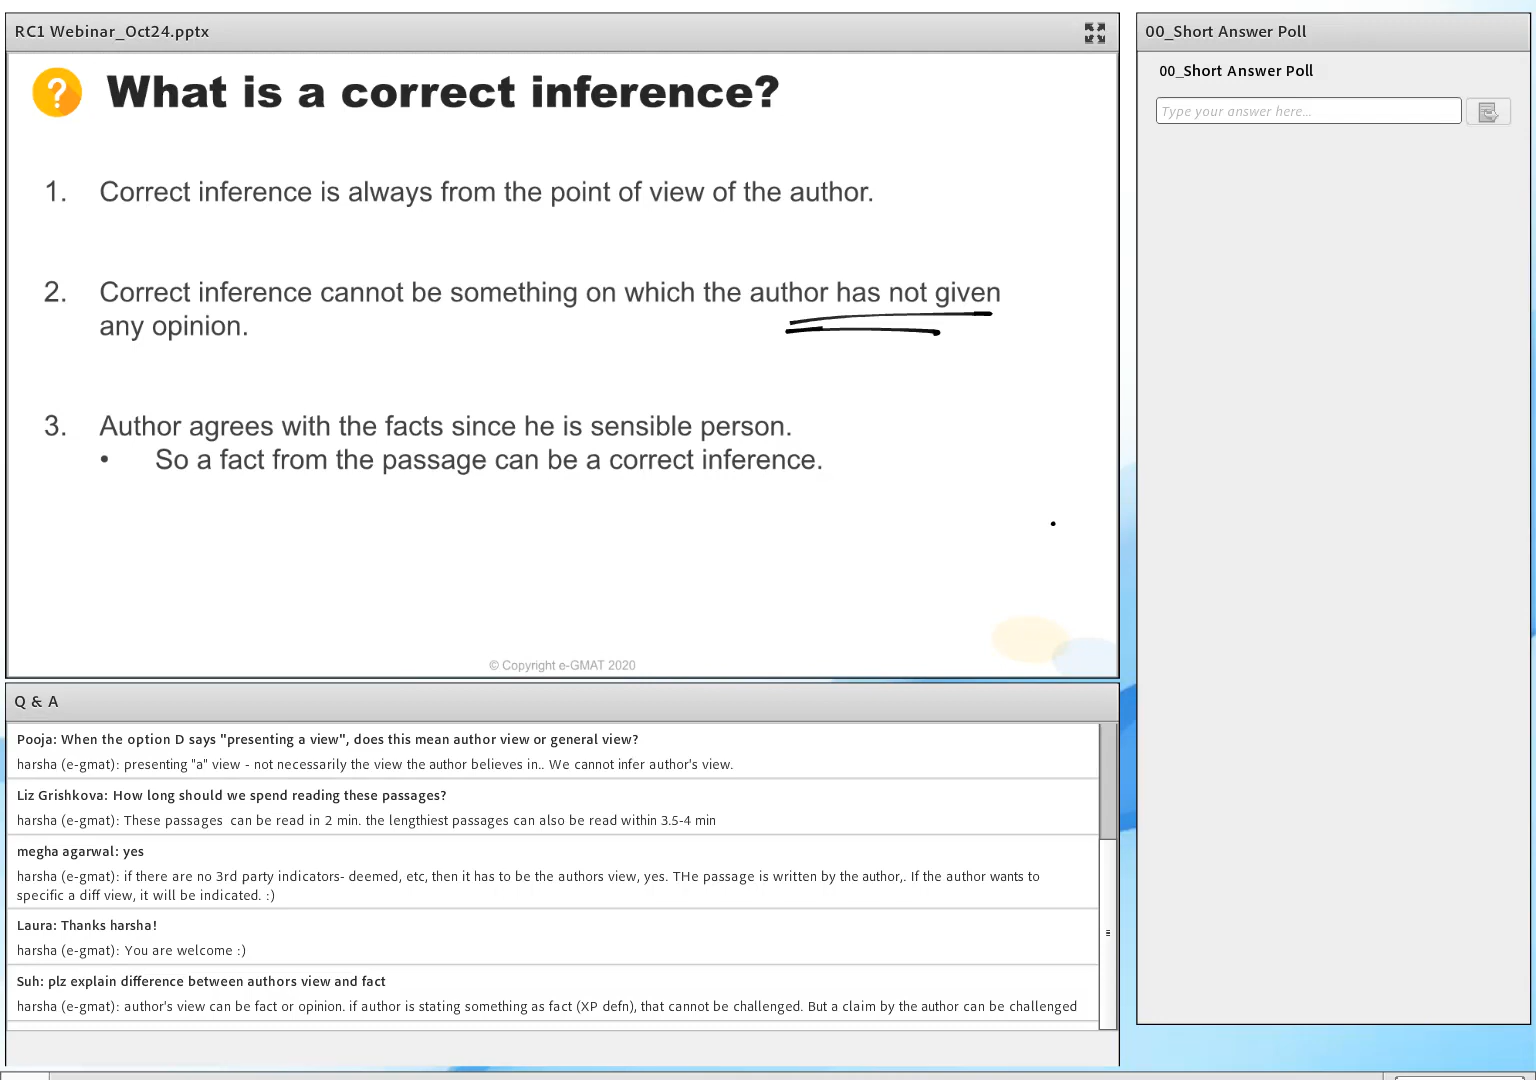 RC1 Webinar_Oct24.pptx
? What is a correct inference?
1. Correct inference is always from the point of view of the author.
2. Correct inference cannot be something on which the author has not given
any opinion.
3. Author agrees with the facts since he is sensible person.
• So a fact from the passage can be a correct inference.
© Copyright e-GMAT 2020
Q & A
Pooja: When the option D says "presenting a view", does this mean author view or general view?
harsha (e-gmat): presenting "a" view - not necessarily the view the author believes in.. We cannot infer author's view.
Liz Grishkova: How long should we spend reading these passages?
harsha (e-gmat): These passages  can be read in 2 min. the lengthiest passages can also be read within 3.5-4 min
megha agarwal: yes
harsha (e-gmat): if there are no 3rd party indicators- deemed, etc, then it has to be the authors view, yes. THe passage is written by the author,. If the author wants to
specific a diff view, it will be indicated. :)
Laura: Thanks harsha!
harsha (e-gmat): You are welcome :)
Suh: plz explain difference between authors view and fact
harsha (e-gmat): author's view can be fact or opinion. if author is stating something as fact (XP defn), that cannot be challenged. But a claim by the author can be challenged
00_Short Answer Poll
00_Short Answer Poll
Type your answer here...